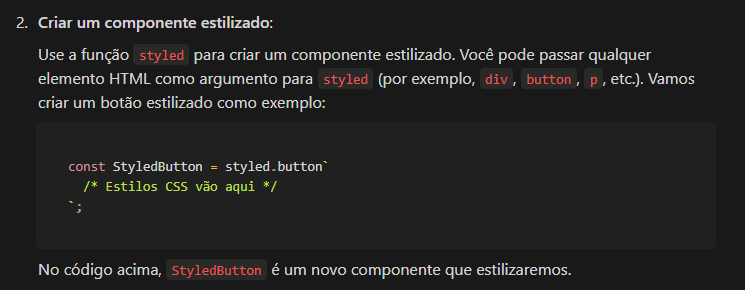 2. Criar um componente estilizado:
Use a função styled para criar um componente estilizado. Você pode passar qualquer
elemento HTML como argumento para styled (por exemplo, div, button, p, etc.). Vamos
criar um botão estilizado como exemplo:
const StyledButton = styled.button`
  /* Estilos CSS vão aqui */
`;
No código acima, StyledButton é um novo componente que estilizaremos.